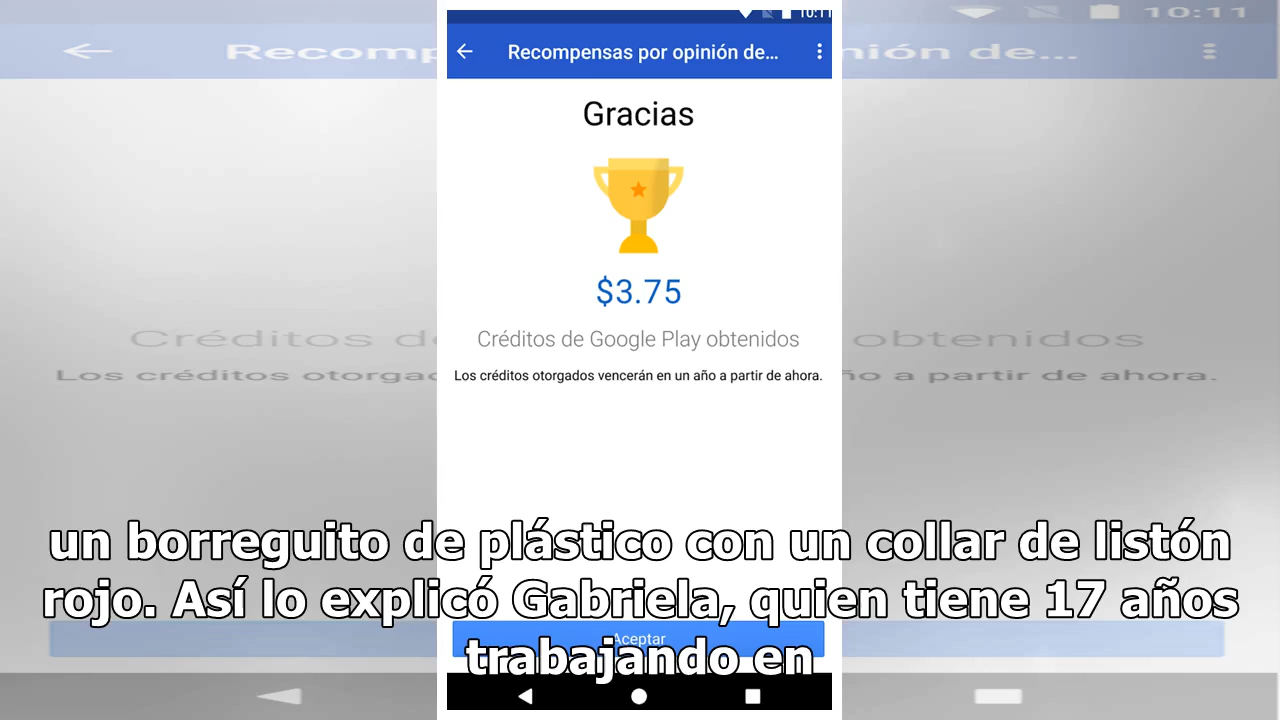 10:11
Recompensas por opinión de…
Gracias
$3.75
Créditos de Google Play obtenidos
Los créditos otorgados vencerán en un año a partir de ahora.
un borreguito de plástico con un collar de listón
rojo. Así lo explicó Gabriela, quien tiene 17 años
Aceptar
trabajando en